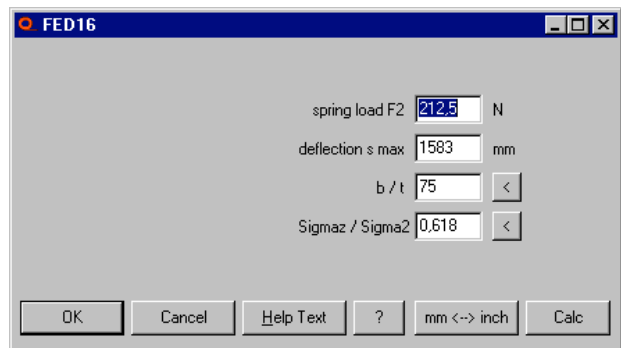 FED16
spring load F2 212,5 N
deflection s max 1583 mm
b / t 75 <
Sigmaz / Sigma2 0,618 <
OK Cancel Help Text ? mm <--> inch Calc